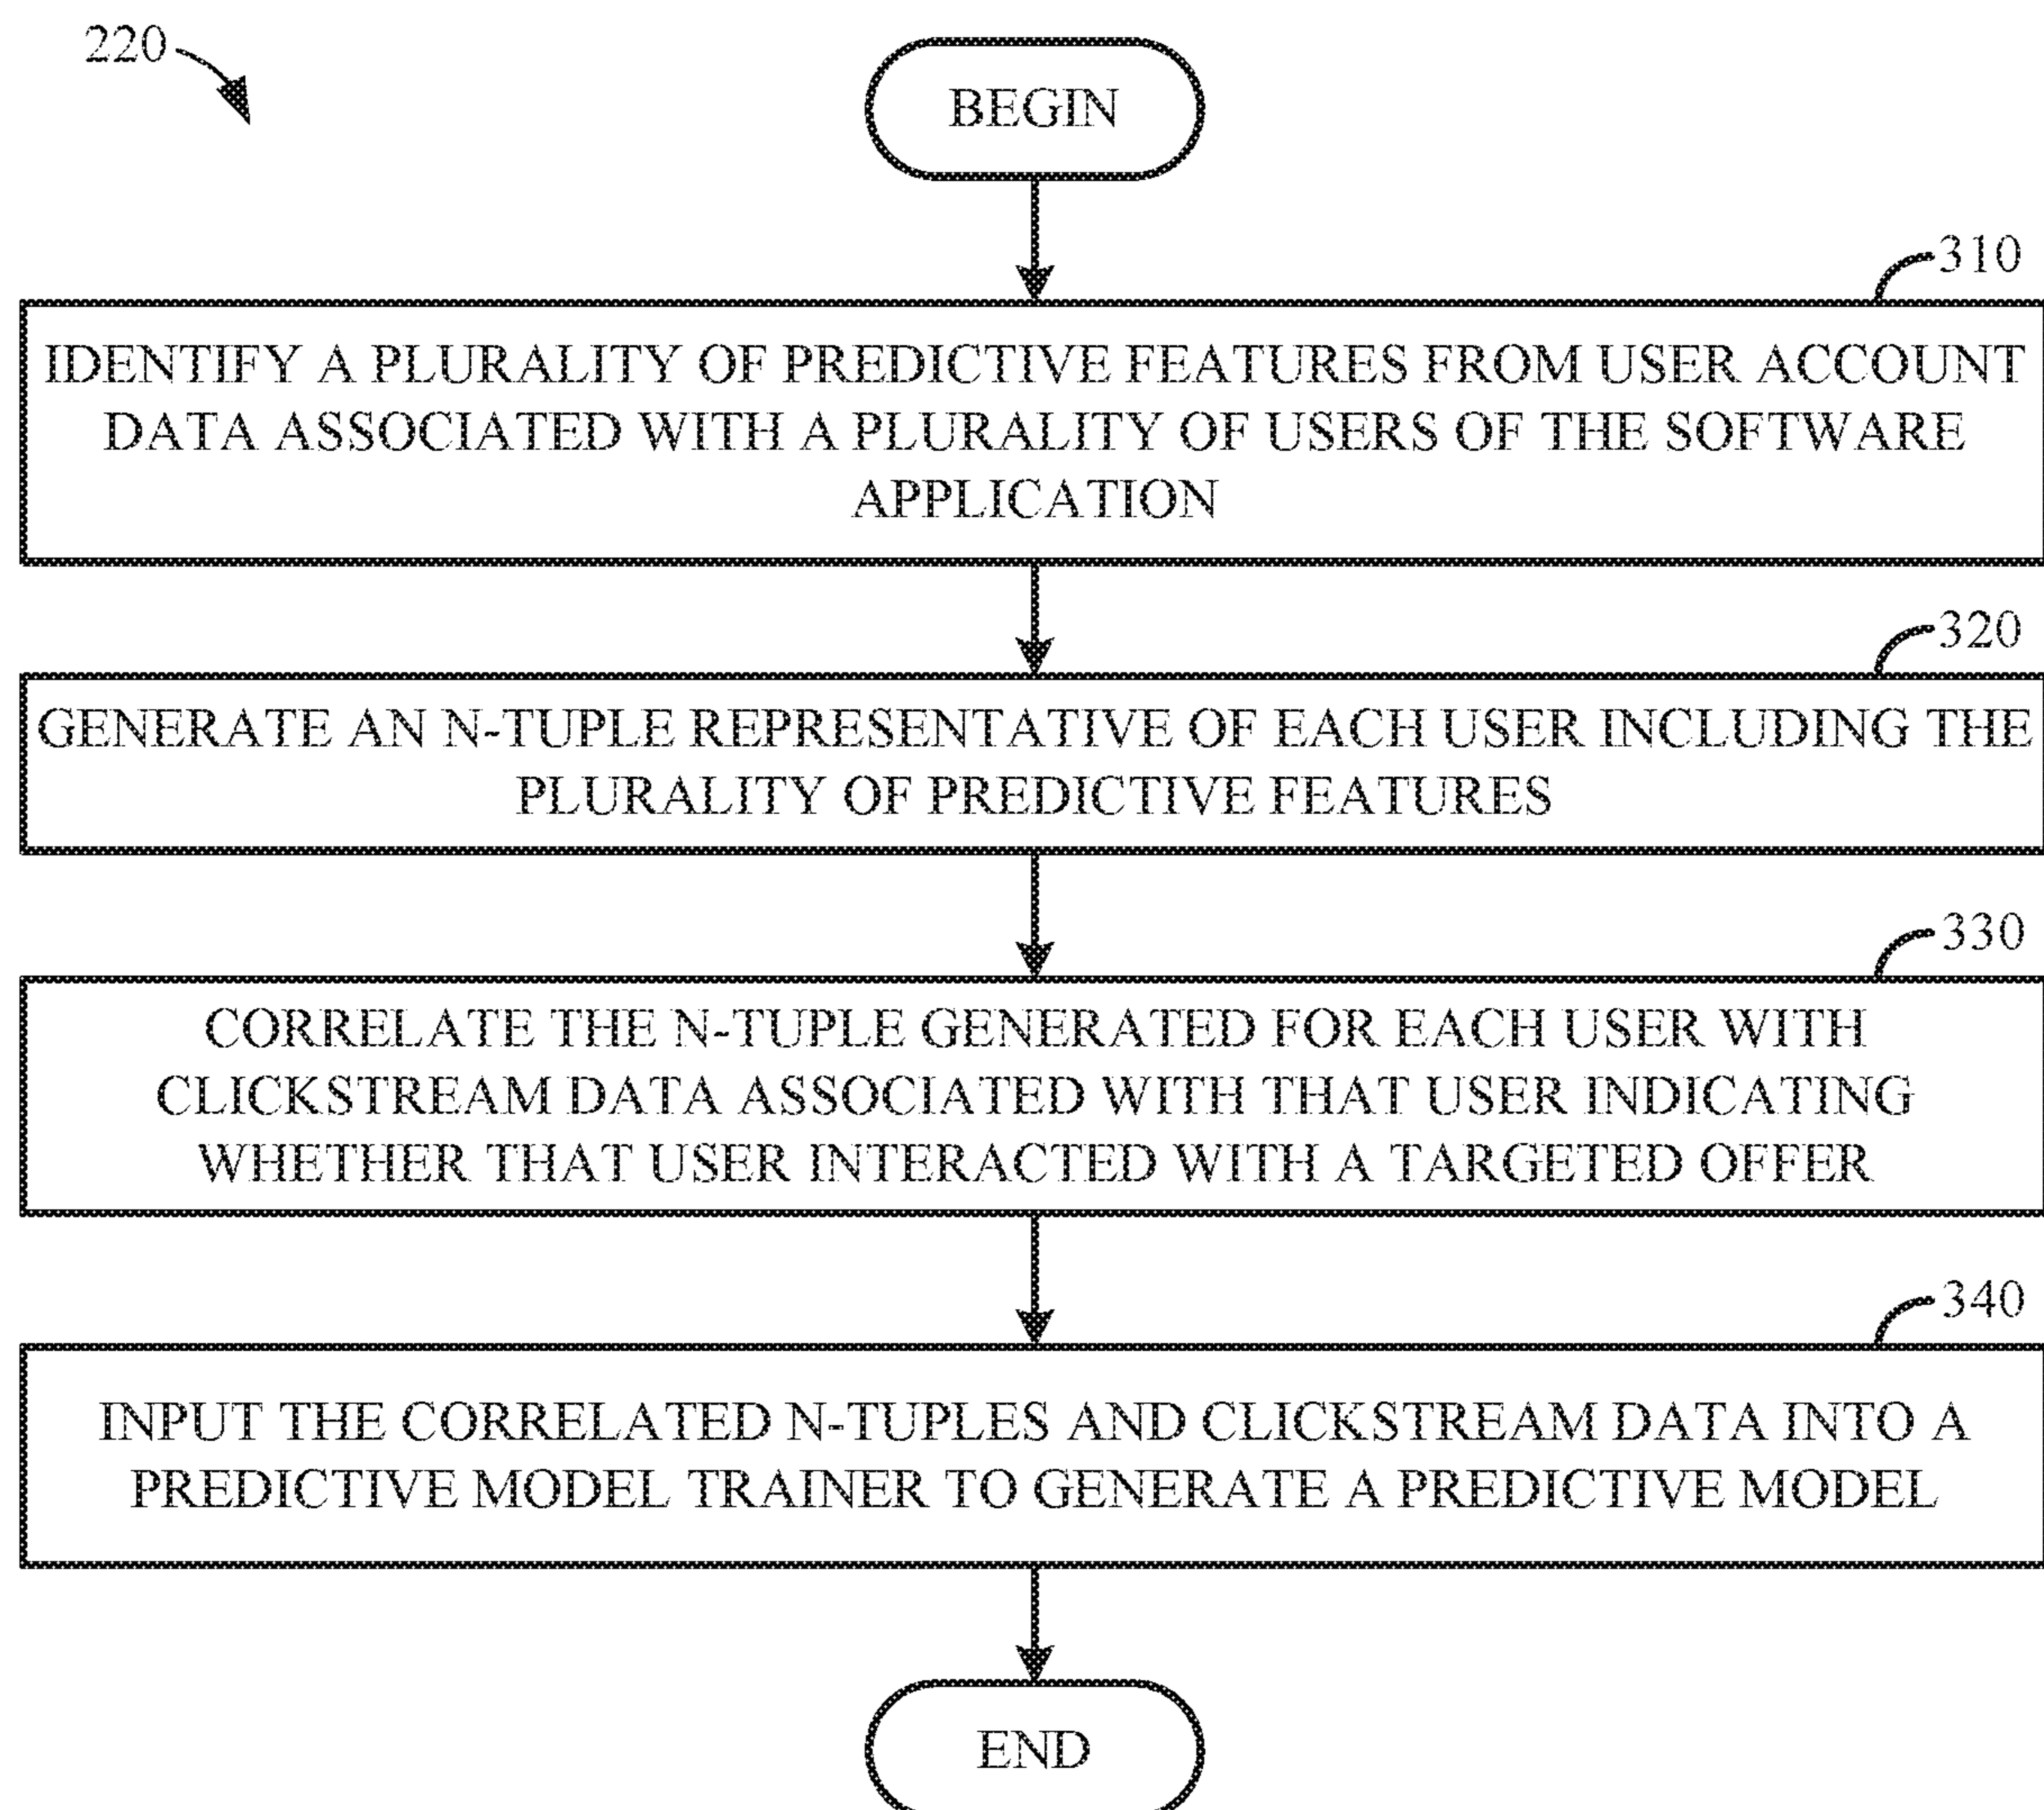 220
BEGIN
310
IDENTIFY A PLURALITY OF PREDICTIVE FEATURES FROM USER ACCOUNT
DATA ASSOCIATED WITH A PLURALITY OF USERS OF THE SOFTWARE
APPLICATION
320
GENERATE AN N-TUPLE REPRESENTATIVE OF EACH USER INCLUDING THE
PLURALITY OF PREDICTIVE FEATURES
330
CORRELATE THE N-TUPLE GENERATED FOR EACH USER WITH
CLICKSTREAM DATA ASSOCIATED WITH THAT USER INDICATING
WHETHER THAT USER INTERACTED WITH A TARGETED OFFER
340
INPUT THE CORRELATED N-TUPLES AND CLICKSTREAM DATA INTO A
PREDICTIVE MODEL TRAINER TO GENERATE A PREDICTIVE MODEL
END